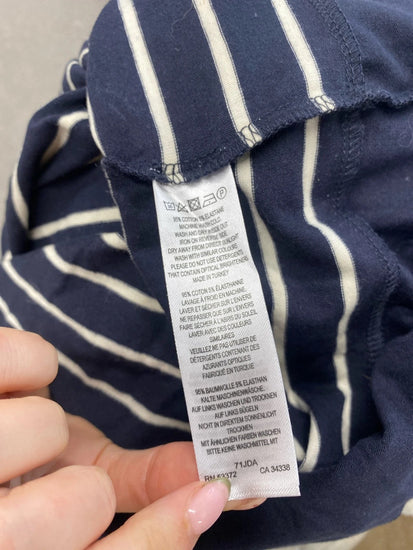 95% COTTON 5% ELASTANE
MACHINE WASH COLD
WASH AND DRY INSIDE OUT
IRON ON REVERSE SIDE
DRY AWAY FROM DIRECT SUNLIGHT
WASH WITH SIMILAR COLOURS
PLEASE DO NOT USE DETERGENTS
THAT CONTAIN OPTICAL BRIGHTENER
MADE IN TURKEY
95% COTON 5% ÉLASTHANNE
LAVAGE À FROID EN MACHINE.
LAVER ET SÉCHER À L'ENVERS
NE REPASSER QUE SUR L'ENVERS
FAIRE SÉCHER À L'ABRIS DU SOLEIL
LAVER AVEC DES COULEURS
SIMILAIRES
VEUILLEZ NE PAS UTILISER DES
DÉTERGENTS CONTENANT DES
AZURANTS OPTIQUES
FABRIQUÉ EN TURQUIE
95% BAUMWOLLE 5% ELASTHAN
KALTE MASCHINENWÄSCHE.
AUF LINKS WASCHEN UND TROCKNEN
AUF LINKS BÜGELN
NICHT IN DIREKTEM SONNENLICHT
TROCKNEN
MIT ÄHNLICHEN FARBEN WASCHEN
BITTE KEINE WASCHMITTEL MIT
71JDA
CA 34338